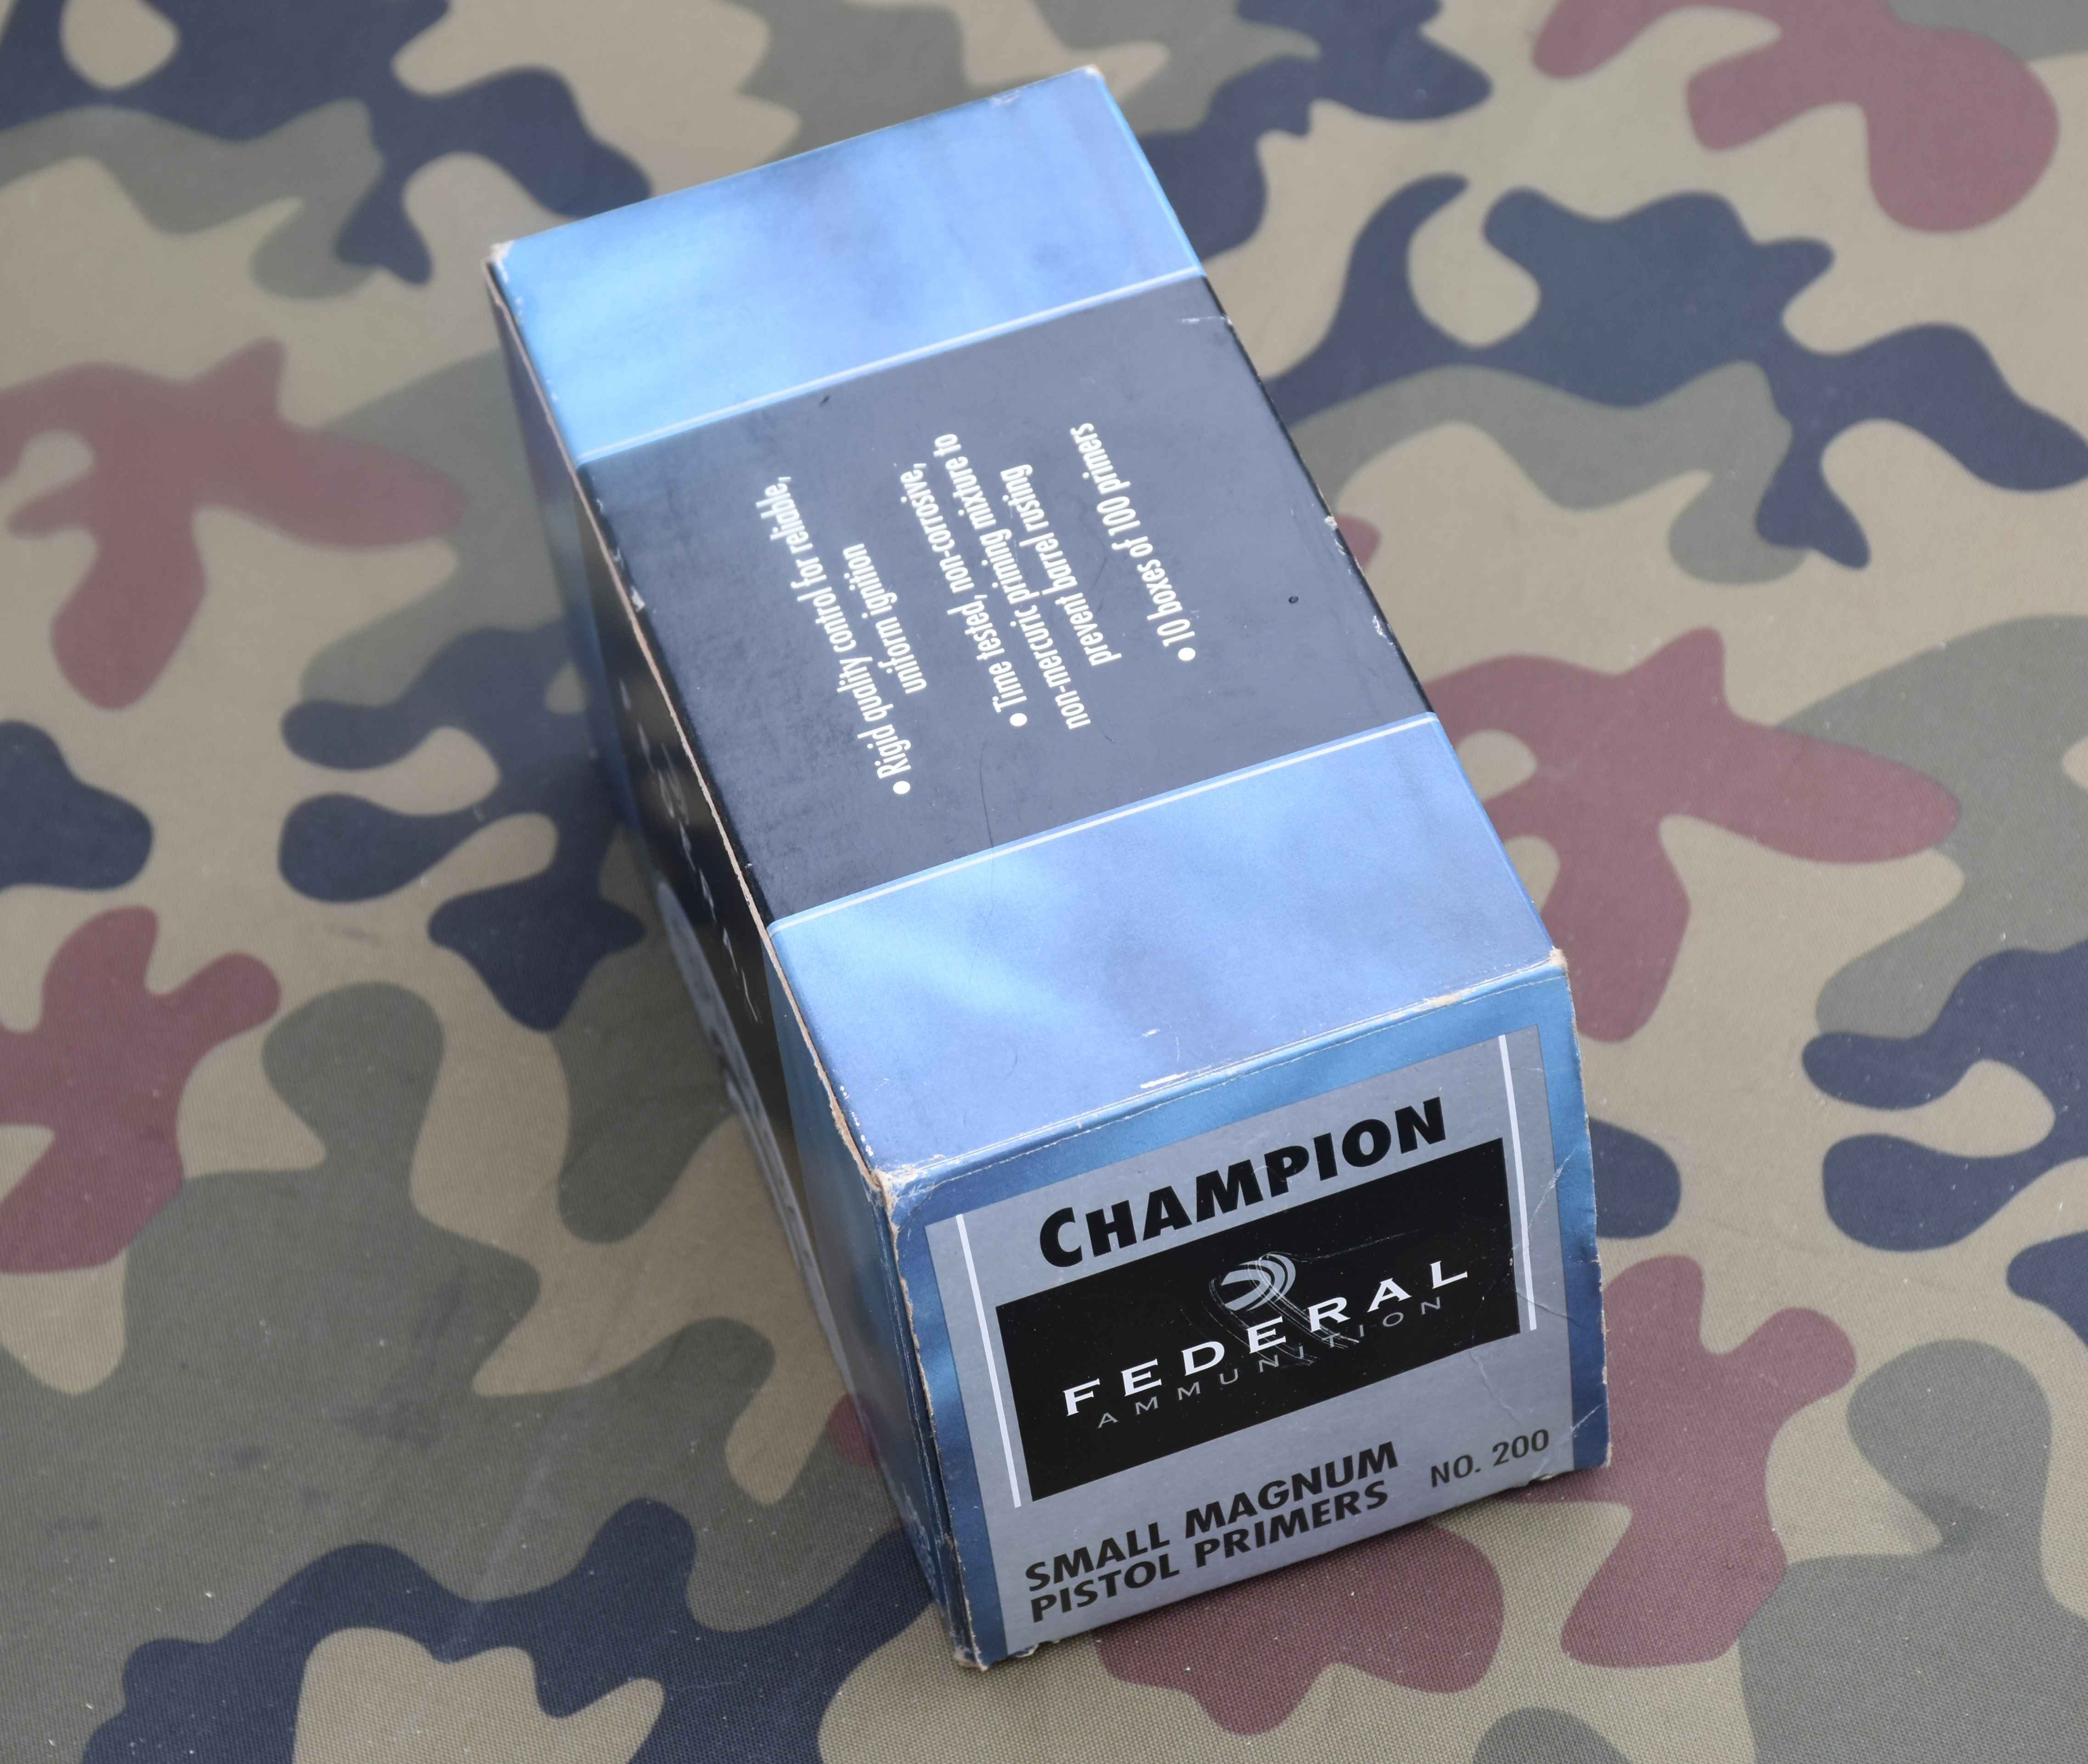 • Rigid quality control for reliable,
uniform ignition
• Time tested, non-corrosive,
non-mercuric priming mixture to
prevent barrel rusting
• 10 boxes of 100 primers
CHAMPION
FEDERAL
AMMUNITION
SMALL MAGNUM
PISTOL PRIMERS
NO. 200